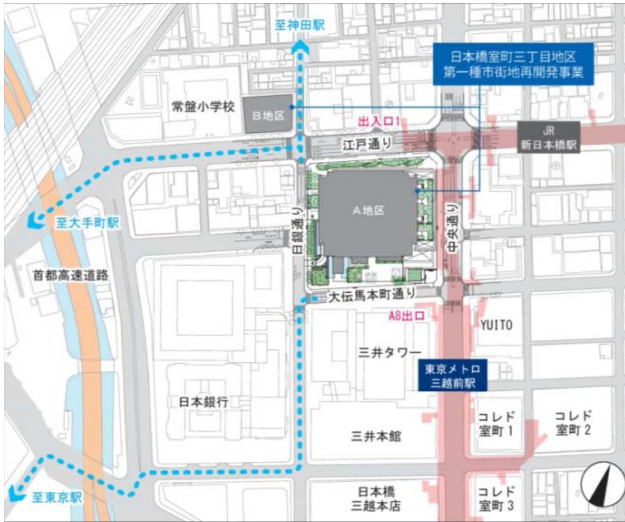 至神田駅
日本橋室町三丁目地区
第一種市街地再開発事業
常盤小学校
B地区
出入口1
江戸通り
JR
新日本橋駅
A地区
日銀通り
中央通り
至大手町駅
首都高速道路
大伝馬本町通り
A8出口
YUITO
三井タワー
東京メトロ
三越前駅
日本銀行
三井本館
コレド
室町1
コレド
室町2
至東京駅
日本橋
三越本店
コレド
室町3